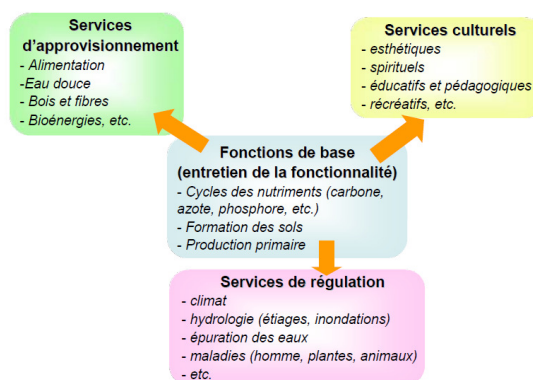 Services
d'approvisionnement
- Alimentation
-Eau douce
- Bois et fibres
- Bioénergies, etc.
Services culturels
- esthétiques
- spirituels
- éducatifs et pédagogiques
- récréatifs, etc.
Fonctions de base
(entretien de la fonctionnalité)
- Cycles des nutriments (carbone,
azote, phosphore, etc.)
- Formation des sols
- Production primaire
Services de régulation
- climat
- hydrologie (étiages, inondations)
- épuration des eaux
- maladies (homme, plantes, animaux)
- etc.